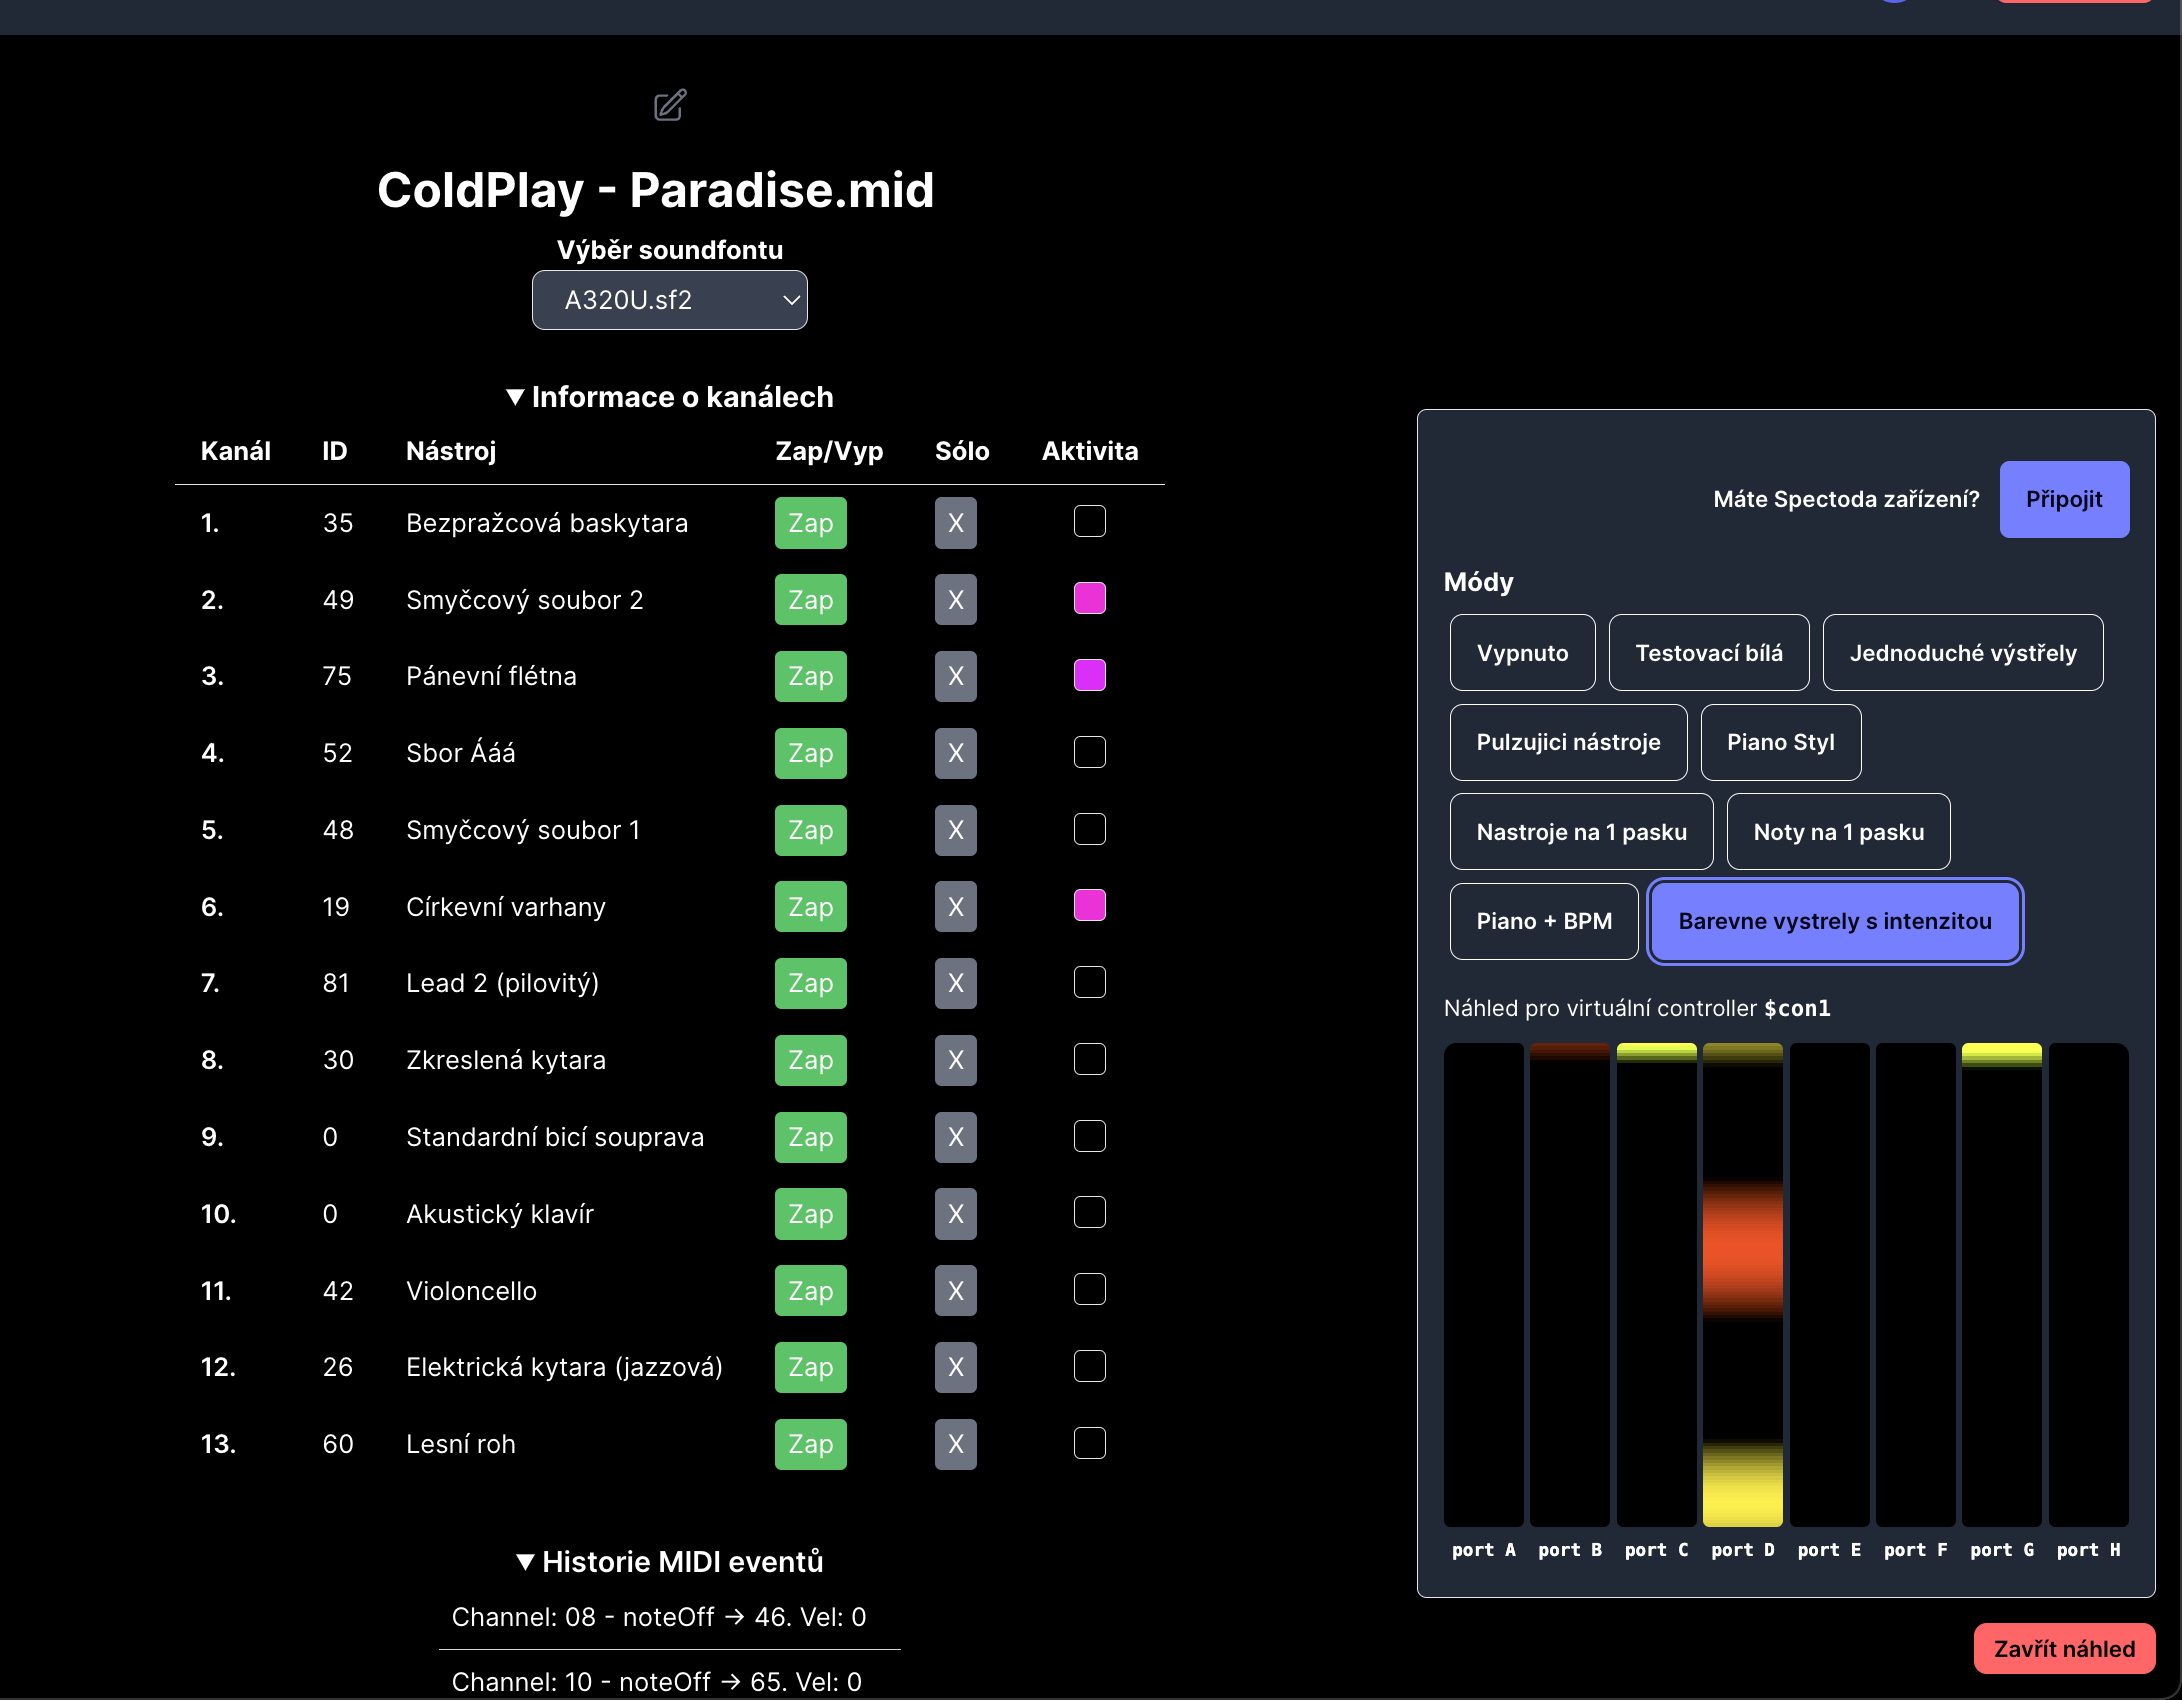 ColdPlay - Paradise.mid
Výběr soundfontu
A320U.sf2
▼ Informace o kanálech
Kanál ID Nástroj Zap/Vyp Sólo Aktivita
1. 35 Bezpražcová baskytara Zap X
2. 49 Smyčcový soubor 2 Zap X
3. 75 Pánevní flétna Zap X
4. 52 Sbor Ááá Zap X
5. 48 Smyčcový soubor 1 Zap X
6. 19 Církevní varhany Zap X
7. 81 Lead 2 (pilovitý) Zap X
8. 30 Zkreslená kytara Zap X
9. 0 Standardní bicí souprava Zap X
10. 0 Akustický klavír Zap X
11. 42 Violoncello Zap X
12. 26 Elektrická kytara (jazzová) Zap X
13. 60 Lesní roh Zap X
▼ Historie MIDI eventů
Channel: 08 - noteOff → 46. Vel: 0
Channel: 10 - noteOff → 65. Vel: 0
Máte Spectoda zařízení? Připojit
Módy
Vypnuto Testovací bílá Jednoduché výstřely
Pulzujici nástroje Piano Styl
Nastroje na 1 pasku Noty na 1 pasku
Piano + BPM Barevne vystrely s intenzitou
Náhled pro virtuální controller $con1
port A port B port C port D port E port F port G port H
Zavřít náhled